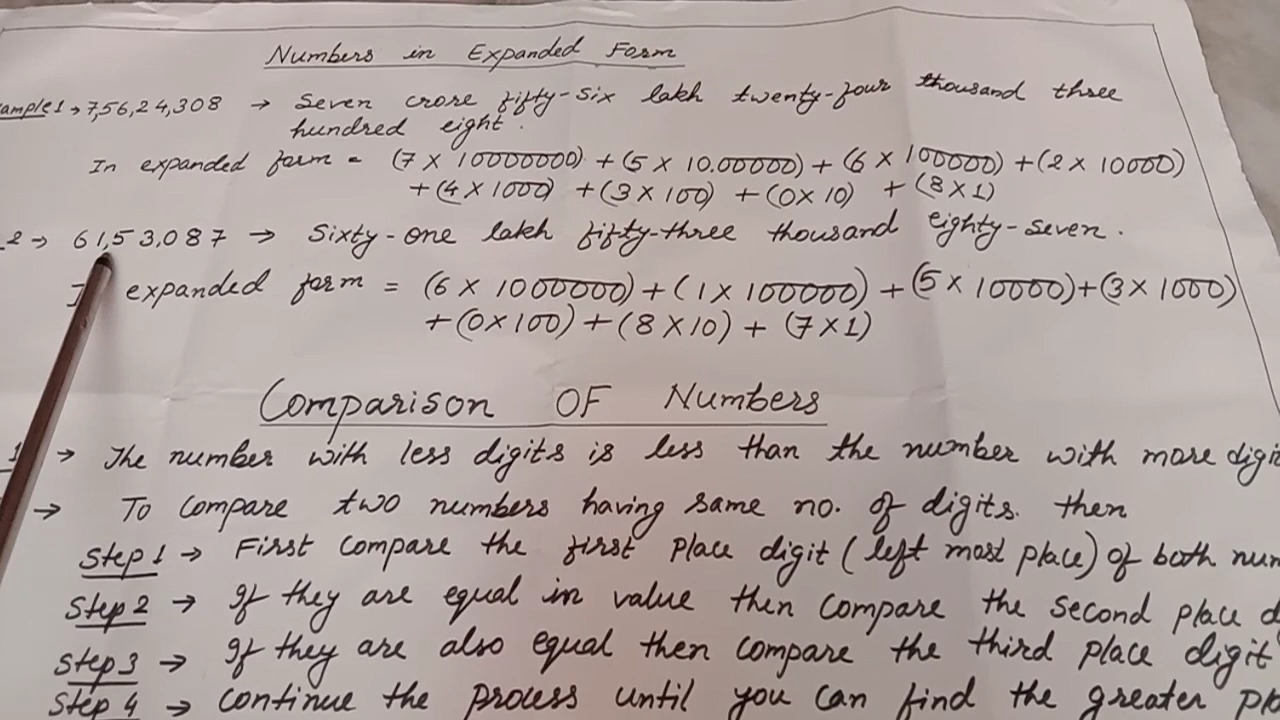 Numbers in Expanded Form
ample 1 → 7,56,24,308 → Seven crore fifty-six lakh twenty-four thousand three
hundred eight.
In expanded form = (7 X 10000000) + (5 X 10.00000) + (6 X 100000) + (2 X 10000)
+ (4 X 1000) + (3 X 100) + (0X 10) + (8 X 1)
2 → 61,53,087 → Sixty-one lakh fifty-three thousand eighty-seven.
expanded form = (6 X 1000000) + (1 X 100000) + (5 X 10000) + (3 X 1000)
+ (0 X 100) + (8 X 10) + (7 X 1)
Comparison OF Numbers
1 → The number with less digits is less than the number with more digi
→ To compare two numbers having same no. of digits. then
Step 1 → First compare the first place digit (left most place) of both num
Step 2 → If they are equal in value then compare the second place d
Step 3 → If they are also equal then compare the third place digit
Step 4 → continue the process until you can find the greater pl